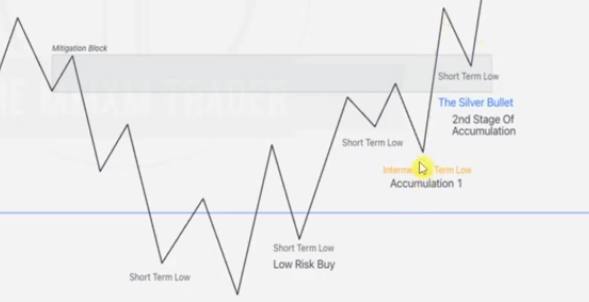 Mitigation Block
Short Term Low
The Silver Bullet
2nd Stage Of
Accumulation
Short Term Low
Term Low
Accumulation 1
Short Term Low
Low Risk Buy
Short Term Low